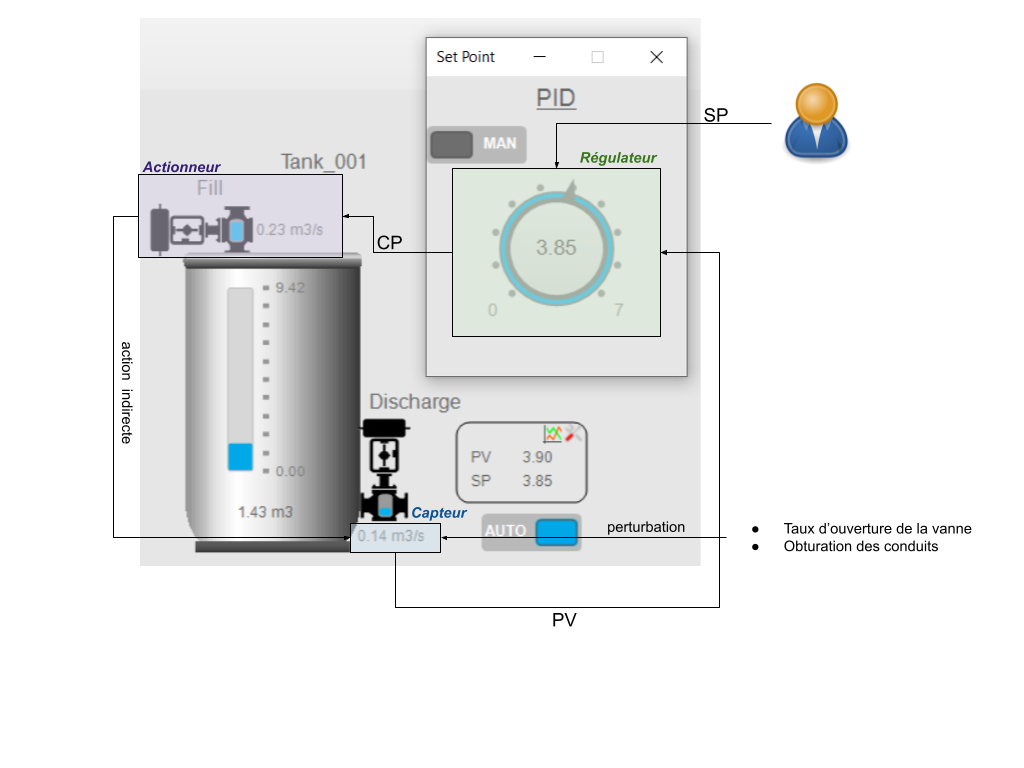 Set Point
PID
SP
MAN
Régulateur
Actionneur
Tank_001
Fill
0.23 m3/s
CP
3.85
0
7
9.42
action indirecte
0.00
1.43 m3
Discharge
PV 3.90
SP 3.85
Capteur
0.14 m3/s
AUTO
perturbation
● Taux d'ouverture de la vanne
● Obturation des conduits
PV